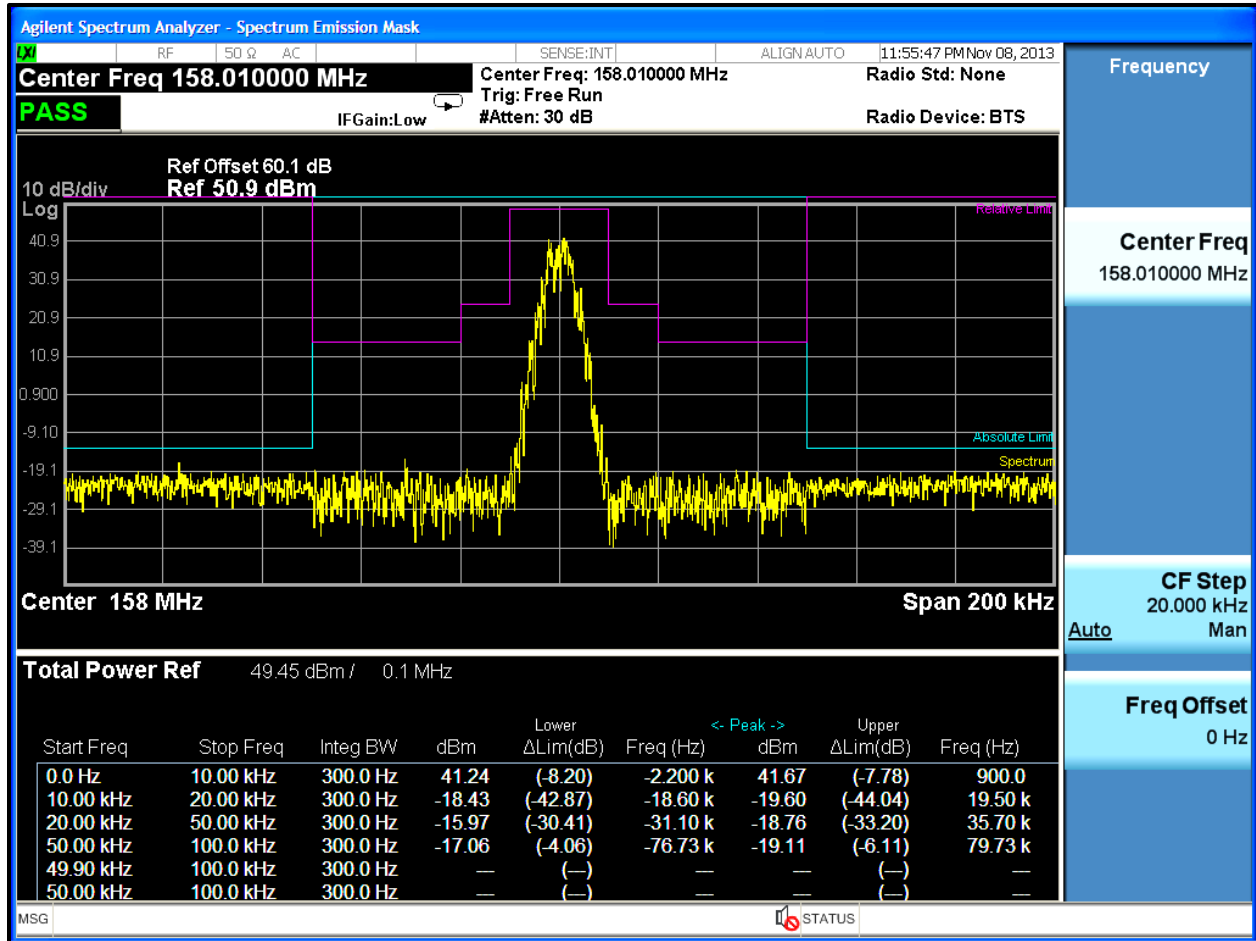 Agilent Spectrum Analyzer - Spectrum Emission Mask
LXI RF 50 Ω AC SENSE:INT ALIGN AUTO 11:55:47 PM Nov 08, 2013
Center Freq 158.010000 MHz
Center Freq: 158.010000 MHz
Radio Std: None
Trig: Free Run
PASS
IFGain:Low
#Atten: 30 dB
Radio Device: BTS
Ref Offset 60.1 dB
10 dB/div Ref 50.9 dBm
Log
Relative Limit
40.9
30.9
20.9
10.9
0.900
-9.10
Absolute Limit
Spectrum
-19.1
-29.1
-39.1
Center 158 MHz Span 200 kHz
Total Power Ref 49.45 dBm / 0.1 MHz
Lower <- Peak -> Upper
Start Freq Stop Freq Integ BW dBm ΔLim(dB) Freq (Hz) dBm ΔLim(dB) Freq (Hz)
0.0 Hz 10.00 kHz 300.0 Hz 41.24 (-8.20) -2.200 k 41.67 (-7.78) 900.0
10.00 kHz 20.00 kHz 300.0 Hz -18.43 (-42.87) -18.60 k -19.60 (-44.04) 19.50 k
20.00 kHz 50.00 kHz 300.0 Hz -15.97 (-30.41) -31.10 k -18.76 (-33.20) 35.70 k
50.00 kHz 100.0 kHz 300.0 Hz -17.06 (-4.06) -76.73 k -19.11 (-6.11) 79.73 k
49.90 kHz 100.0 kHz 300.0 Hz --- (---) --- --- (---) ---
50.00 kHz 100.0 kHz 300.0 Hz --- (---) --- --- (---) ---
MSG STATUS
Frequency
Center Freq
158.010000 MHz
CF Step
20.000 kHz
Auto Man
Freq Offset
0 Hz